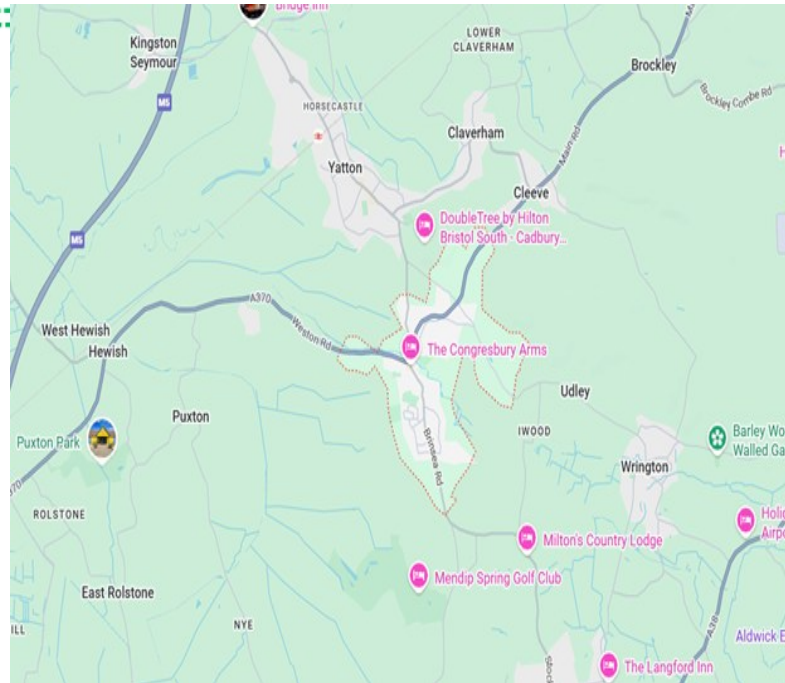 Bridge Inn
Kingston
Seymour
LOWER
CLAVERHAM
Brockley
M5
Brockley Combe Rd
HORSECASTLE
Claverham
Main Rd
Yatton
Cleeve
DoubleTree by Hilton
Bristol South - Cadbury...
M5
A370
Weston Rd
West Hewish
Hewish
The Congresbury Arms
Udley
Puxton
Puxton Park
Brinsea Rd
IWOOD
Barley Wo
Walled Ga
Wrington
ROLSTONE
Milton's Country Lodge
Holid
Airpo
Mendip Spring Golf Club
East Rolstone
NYE
A38
Aldwick E
The Langford Inn